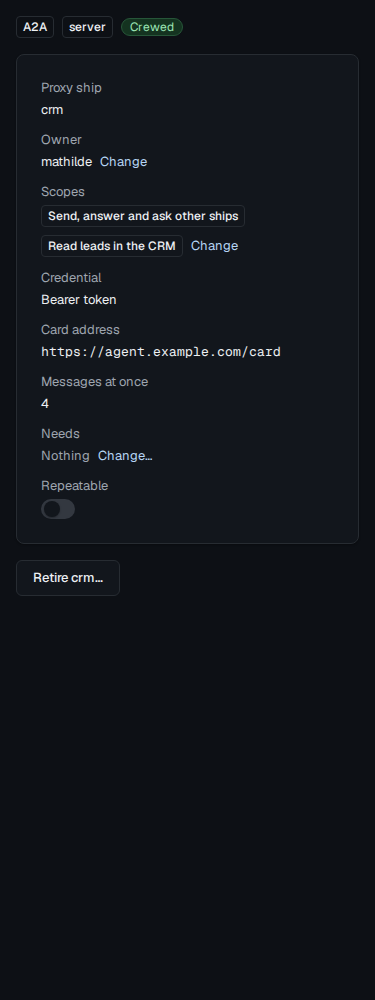 A2A server Crewed
Proxy ship
crm
Owner
mathilde Change
Scopes
Send, answer and ask other ships
Read leads in the CRM Change
Credential
Bearer token
Card address
https://agent.example.com/card
Messages at once
4
Needs
Nothing Change...
Repeatable
Retire crm...